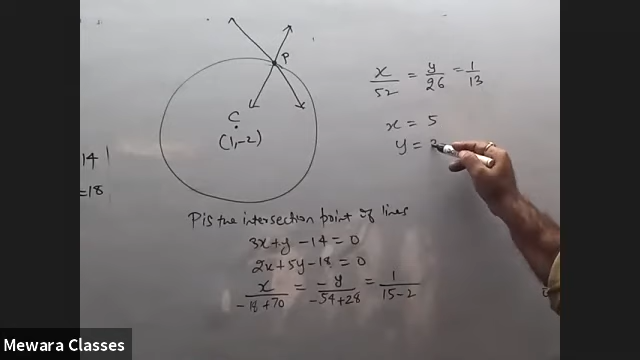 P
C
(1,-2)
14
=18
x/52 = y/26 = 1/13
x = 5
y =
P is the intersection point of lines
3x+y-14=0
2x+5y-18=0
x/-18+70 = -y/-54+28 = 1/15-2
Mewara Classes